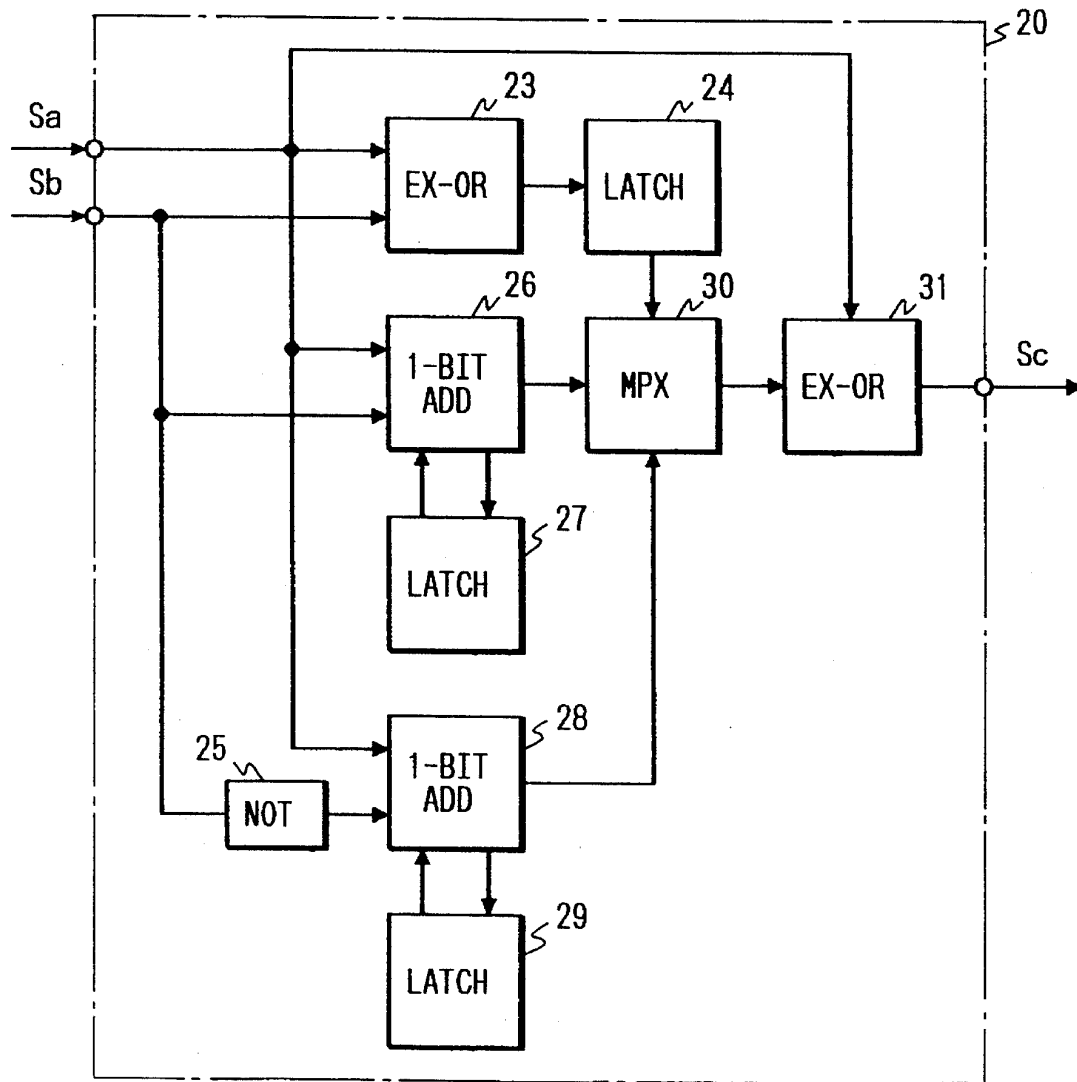 20
Sa
23
24
EX-OR
LATCH
Sb
26
30
31
1-BIT
ADD
MPX
EX-OR
Sc
27
LATCH
28
25
1-BIT
ADD
NOT
29
LATCH